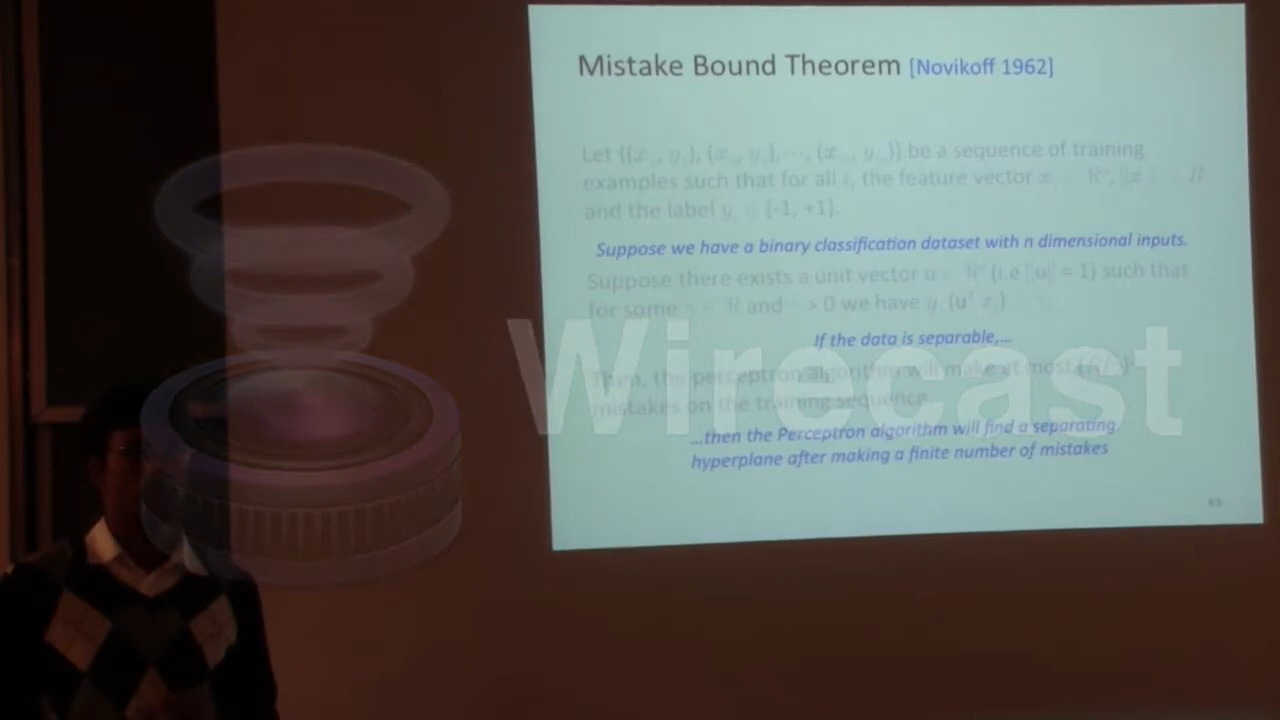 Mistake Bound Theorem [Novikoff 1962]
Let {( be a sequence of training
examples such that for all i, the feature vector
and the label {-1, +1}.
Suppose we have a binary classification dataset with n dimensional inputs.
Suppose there exists a unit vector u (i.e ||u|| = 1) such that
for some and > 0 we have
If the data is separable,...
Then, the perceptron algorithm will make at most
mistakes on the training sequence.
...then the Perceptron algorithm will find a separating
hyperplane after making a finite number of mistakes
Wirecast